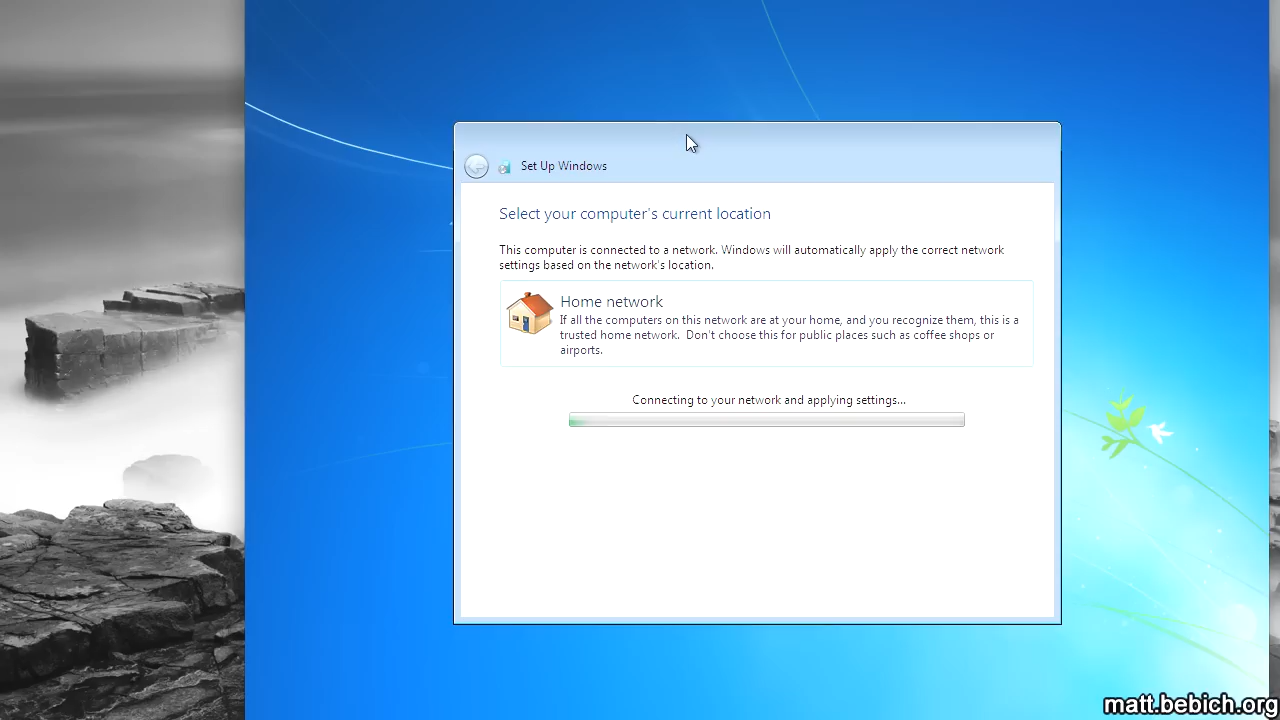 Set Up Windows
Select your computer's current location
This computer is connected to a network. Windows will automatically apply the correct network
settings based on the network's location.
Home network
If all the computers on this network are at your home, and you recognize them, this is a
trusted home network.  Don't choose this for public places such as coffee shops or
airports.
Connecting to your network and applying settings...
matt.bebich.org